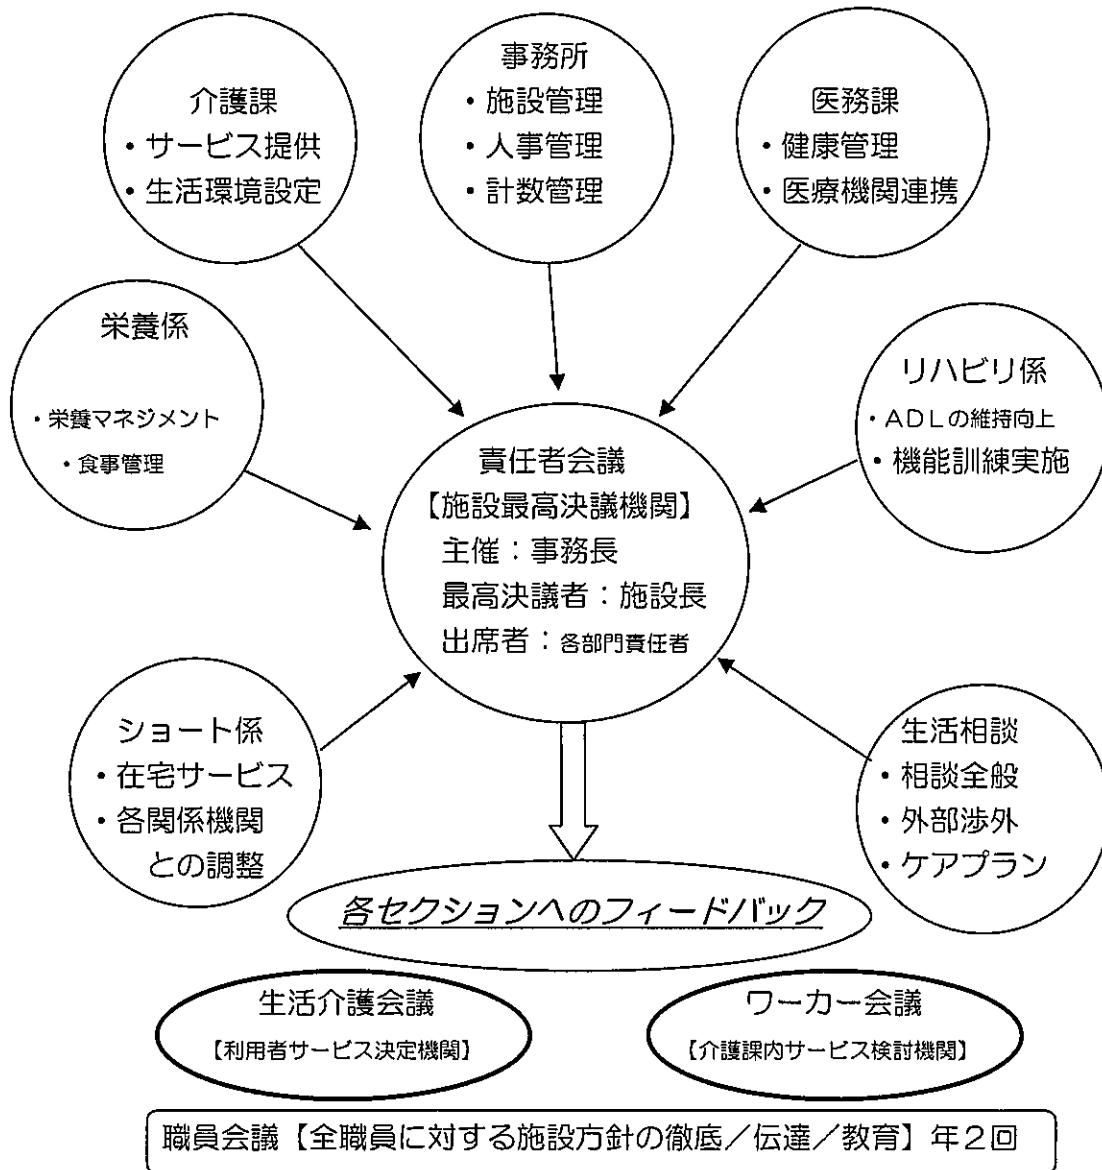 介護課
・サービス提供
・生活環境設定
事務所
・施設管理
・人事管理
・計数管理
医務課
・健康管理
・医療機関連携
栄養係
・栄養マネジメント
・食事管理
リハビリ係
・ADLの維持向上
・機能訓練実施
責任者会議
【施設最高決議機関】
主催：事務長
最高決議者：施設長
出席者：各部門責任者
ショート係
・在宅サービス
・各関係機関
との調整
生活相談
・相談全般
・外部渉外
・ケアプラン
各セクションへのフィードバック
生活介護会議
【利用者サービス決定機関】
ワーカー会議
【介護課内サービス検討機関】
職員会議【全職員に対する施設方針の徹底／伝達／教育】年２回